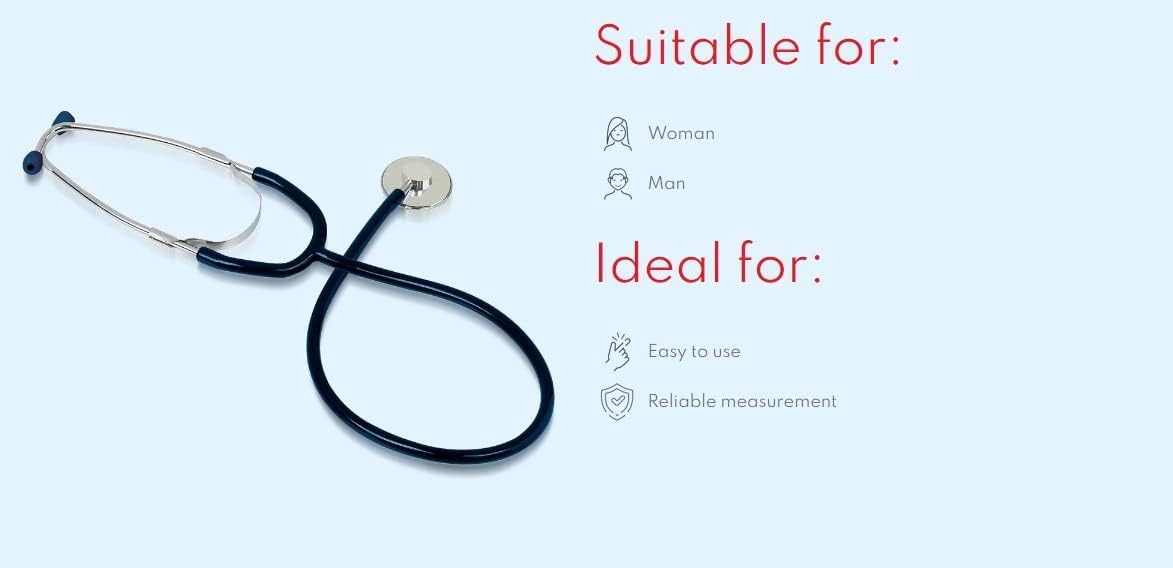 Suitable for:
Woman
Man
Ideal for:
Easy to use
Reliable measurement